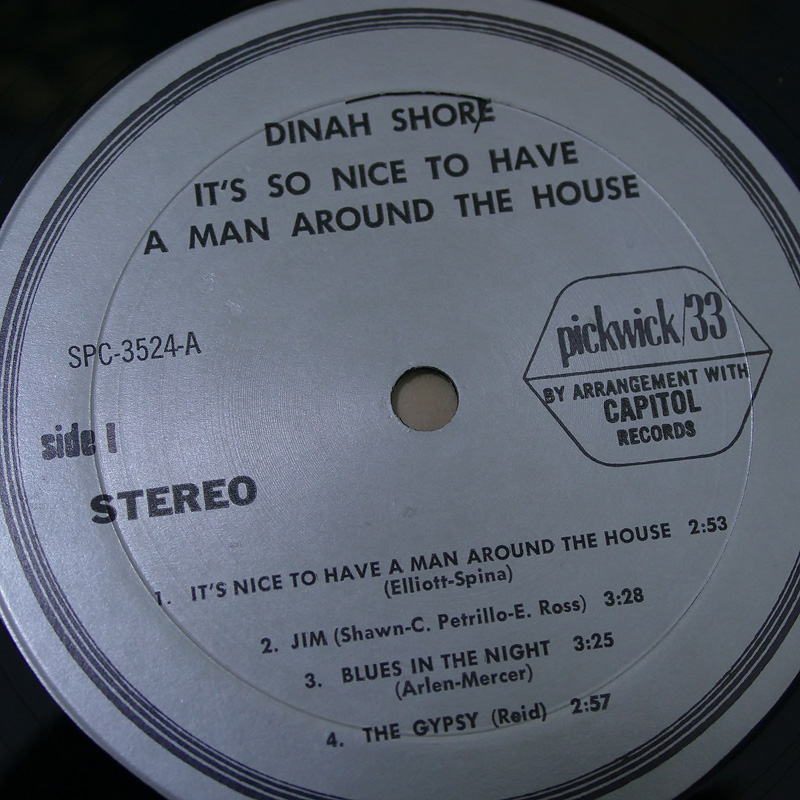 DINAH SHORE
IT'S SO NICE TO HAVE
A MAN AROUND THE HOUSE
pickwick/33
BY ARRANGEMENT WITH
CAPITOL
RECORDS
SPC-3524-A
side 1
STEREO
1. IT'S NICE TO HAVE A MAN AROUND THE HOUSE 2:53
(Elliott-Spina)
2. JIM (Shawn-C. Petrillo-E. Ross) 3:28
3. BLUES IN THE NIGHT 3:25
(Arlen-Mercer)
4. THE GYPSY (Reid) 2:57